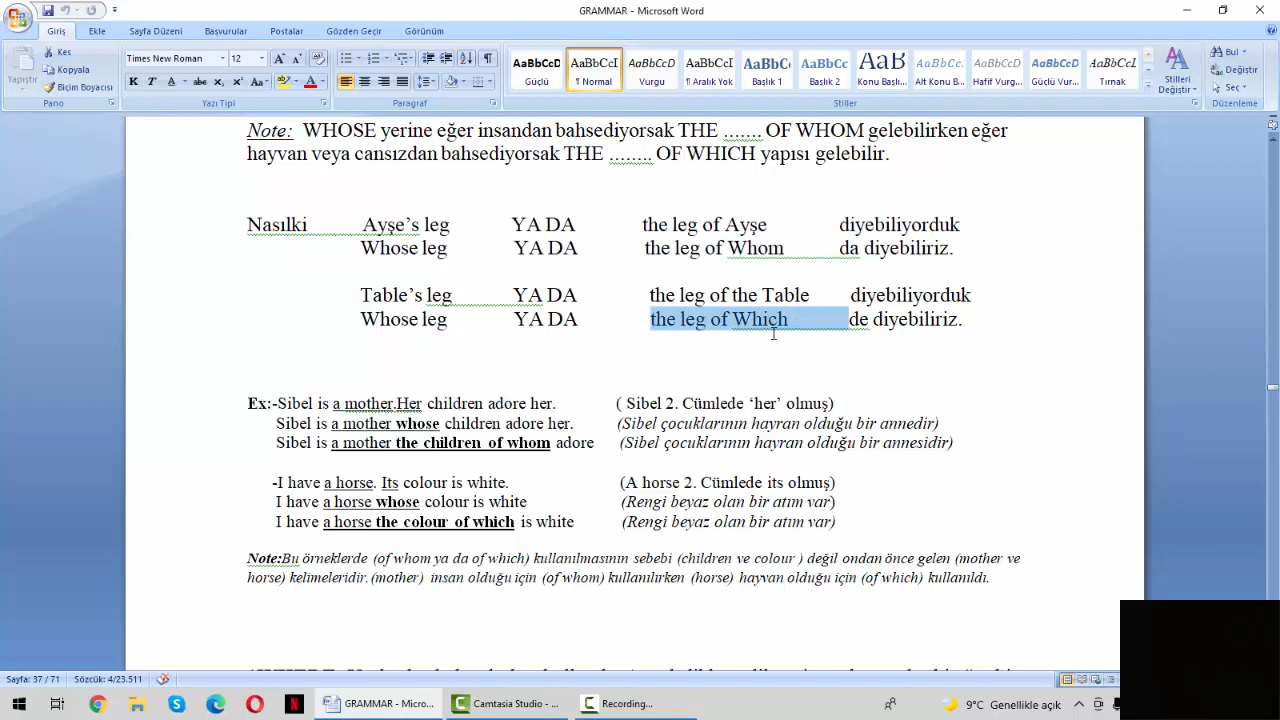 GRAMMAR - Microsoft Word
Giriş Ekle Sayfa Düzeni Başvurular Postalar Gözden Geçir Görünüm
Yapıştır Kes Kopyala Biçim Boyacısı Pano
Times New Roman 12 Yazı Tipi
Paragraf
AaBbCcD AaBbCcI AaBbCcD AaBbCcI AaBbC AaBbCc AaB AaBbCc. AaBbCcD AaBbCcD AaBbCcI
Güçlü ¶ Normal Vurgu ¶ Aralık Yok Başlık 1 Başlık 2 Konu Başlı... Alt Konu B... Hafif Vurg... Güçlü Vur... Tırnak
Stilleri Değiştir Stiller
Bul Değiştir Seç Düzenleme
Note: WHOSE yerine eğer insandan bahsediyorsak THE ....... OF WHOM gelebilirken eğer
hayvan veya cansızdan bahsediyorsak THE ........ OF WHICH yapısı gelebilir.
Nasılki Ayşe’s leg YA DA the leg of Ayşe diyebiliyorduk
Whose leg YA DA the leg of Whom da diyebiliriz.
Table’s leg YA DA the leg of the Table diyebiliyorduk
Whose leg YA DA the leg of Which de diyebiliriz.
Ex:-Sibel is a mother.Her children adore her. ( Sibel 2. Cümlede ‘her’ olmuş)
Sibel is a mother whose children adore her. (Sibel çocuklarının hayran olduğu bir annedir)
Sibel is a mother the children of whom adore (Sibel çocuklarının hayran olduğu bir annesidir)
-I have a horse. Its colour is white. (A horse 2. Cümlede its olmuş)
I have a horse whose colour is white (Rengi beyaz olan bir atım var)
I have a horse the colour of which is white (Rengi beyaz olan bir atım var)
Note:Bu örneklerde (of whom ya da of which) kullanılmasının sebebi (children ve colour ) değil ondan önce gelen (mother ve
horse) kelimeleridir.(mother) insan olduğu için (of whom) kullanılırken (horse) hayvan olduğu için (of which) kullanıldı.
Sayfa: 37 / 71 Sözcük: 4/23.511
GRAMMAR - Micros... Camtasia Studio - ... Recording... 9°C Genellikle açık